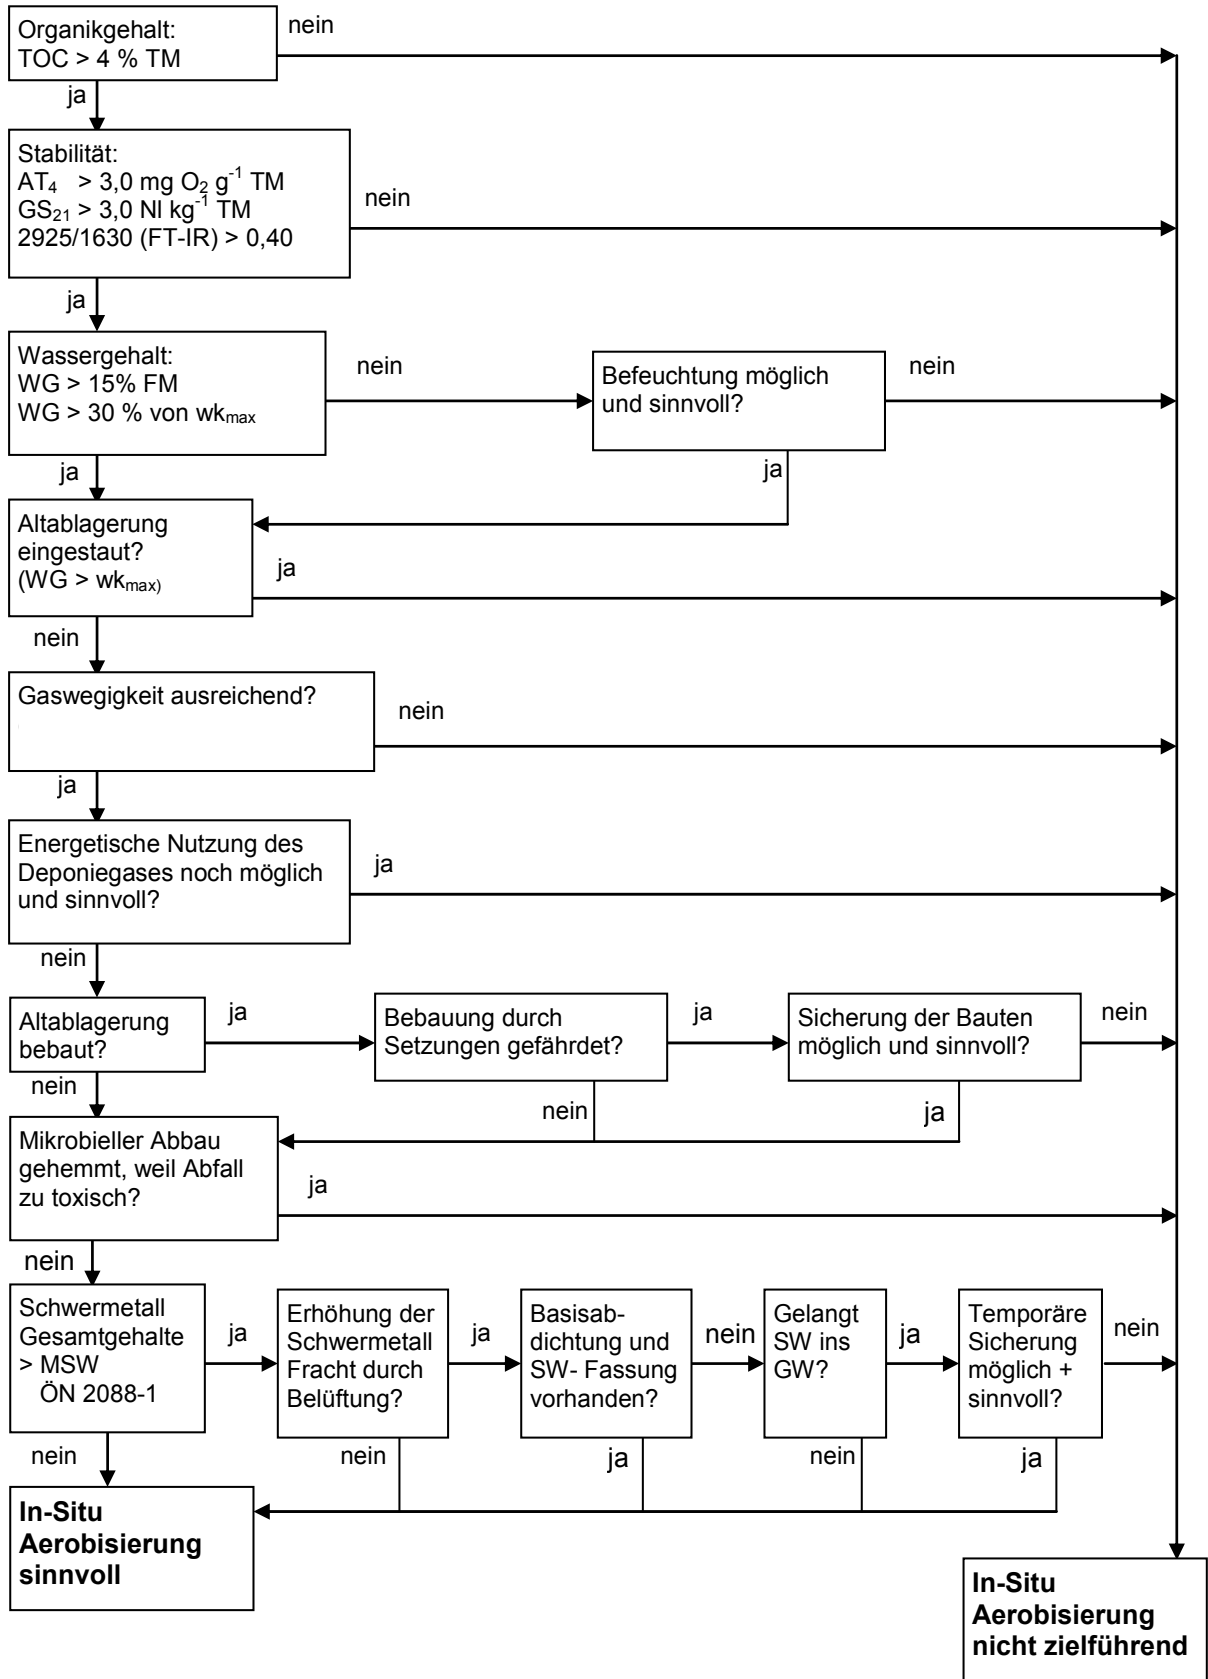 Organikgehalt:
TOC > 4 % TM
nein
ja
Stabilität:
AT₄ > 3,0 mg O₂ g⁻¹ TM
GS₂₁ > 3,0 Nl kg⁻¹ TM
2925/1630 (FT-IR) > 0,40
nein
ja
Wassergehalt:
WG > 15% FM
WG > 30 % von wkₘₐₓ
nein
Befeuchtung möglich
und sinnvoll?
nein
ja
ja
Altablagerung
eingestaut?
(WG > wkₘₐₓ)
ja
nein
Gaswegigkeit ausreichend?
nein
ja
Energetische Nutzung des
Deponiegases noch möglich
und sinnvoll?
ja
nein
Altablagerung
bebaut?
ja
Bebauung durch
Setzungen gefährdet?
ja
Sicherung der Bauten
möglich und sinnvoll?
nein
nein
nein
ja
Mikrobieller Abbau
gehemmt, weil Abfall
zu toxisch?
ja
nein
Schwermetall
Gesamtgehalte
> MSW
ÖN 2088-1
ja
Erhöhung der
Schwermetall
Fracht durch
Belüftung?
ja
Basisab-
dichtung und
SW- Fassung
vorhanden?
nein
Gelangt
SW ins
GW?
ja
Temporäre
Sicherung
möglich +
sinnvoll?
nein
nein
nein
ja
nein
ja
In-Situ
Aerobisierung
sinnvoll
In-Situ
Aerobisierung
nicht zielführend